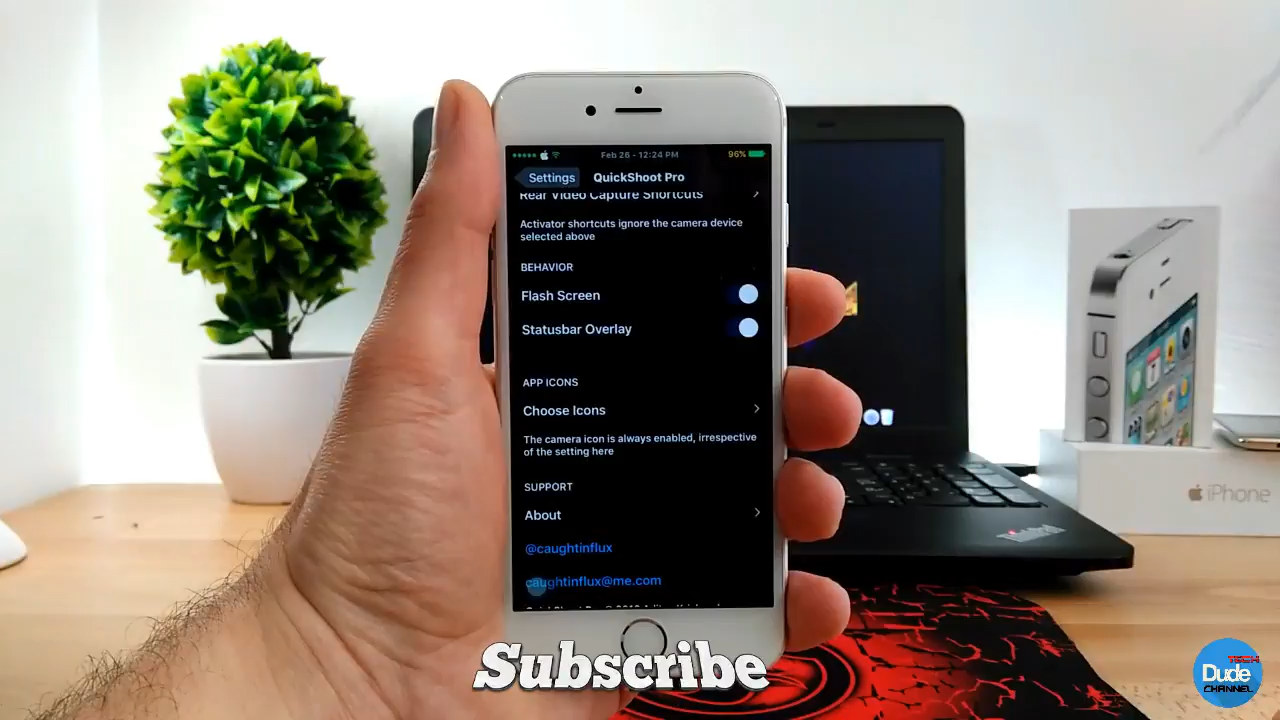 Feb 26 - 12:24 PM
96%
Settings
QuickShoot Pro
Rear Video Capture Shortcuts
Activator shortcuts ignore the camera device
selected above
BEHAVIOR
Flash Screen
Statusbar Overlay
APP ICONS
Choose Icons
The camera icon is always enabled, irrespective
of the setting here
SUPPORT
About
@caughtinflux
caughtinflux@me.com
iPhone
ThinkPad
Subscribe
TECH
Dude
CHANNEL